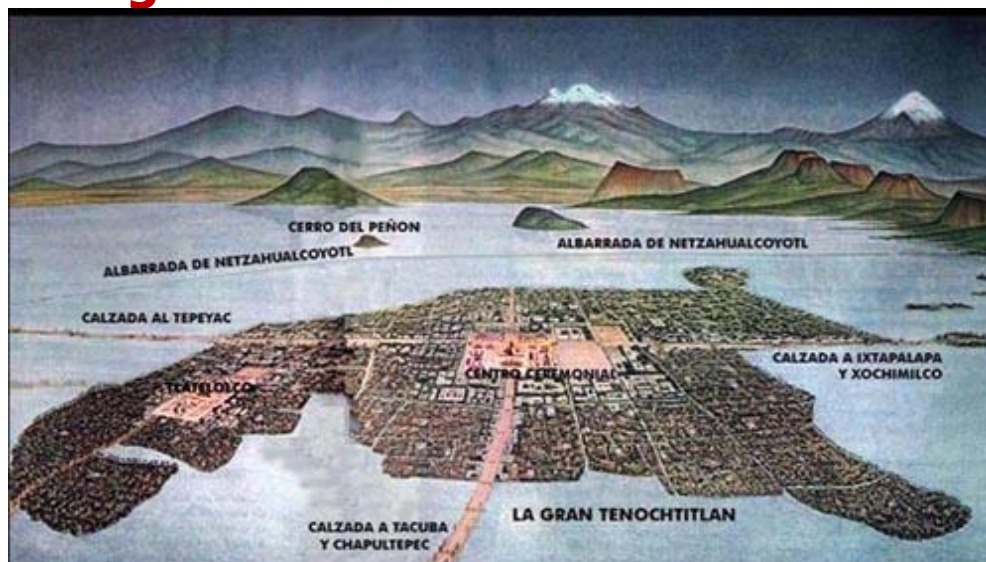 CERRO DEL PEÑON
ALBARRADA DE NETZAHUALCOYOTL
ALBARRADA DE NETZAHUALCOYOTL
CALZADA AL TEPEYAC
CALZADA A IXTAPALAPA
Y XOCHIMILCO
CENTRO CEREMONIAL
TLATELOLCO
LA GRAN TENOCHTITLAN
CALZADA A TACUBA
Y CHAPULTEPEC